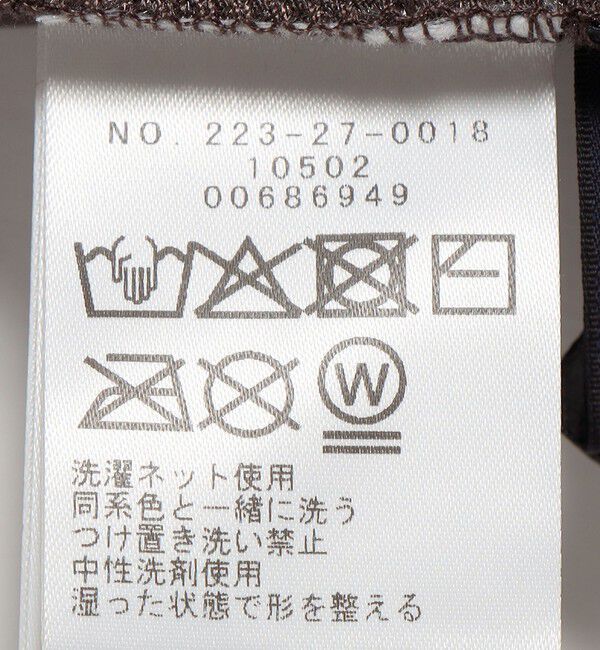 NO. 223-27-0018
10502
00686949
W
洗濯ネット使用
同系色と一緒に洗う
つけ置き洗い禁止
中性洗剤使用
湿った状態で形を整える